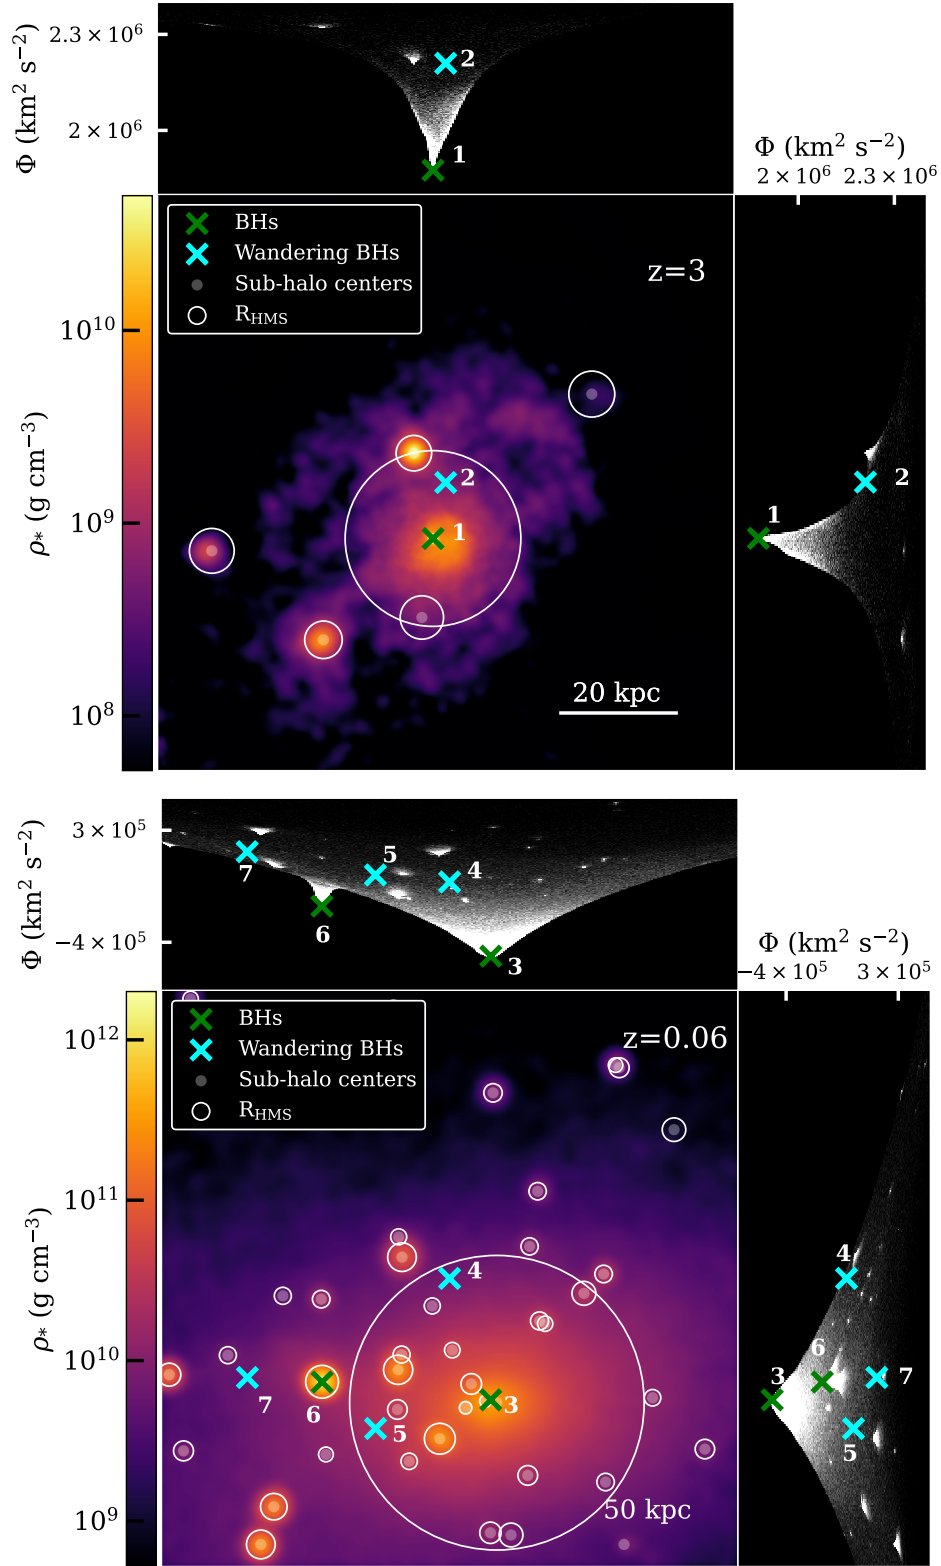 2.3 × 10⁶
Φ (km² s⁻²)
2
2 × 10⁶
1
Φ (km² s⁻²)
2 × 10⁶ 2.3 × 10⁶
BHs
Wandering BHs
Sub-halo centers
R_HMS
z=3
10¹⁰
ρ* (g cm⁻³)
2
2
1
1
10⁹
20 kpc
10⁸
3 × 10⁵
Φ (km² s⁻²)
7
5
4
6
−4 × 10⁵
3
Φ (km² s⁻²)
−4 × 10⁵ 3 × 10⁵
BHs
Wandering BHs
Sub-halo centers
R_HMS
z=0.06
10¹²
10¹¹
ρ* (g cm⁻³)
4
4
6
10¹⁰
7
6
3
5
3
7
5
50 kpc
10⁹